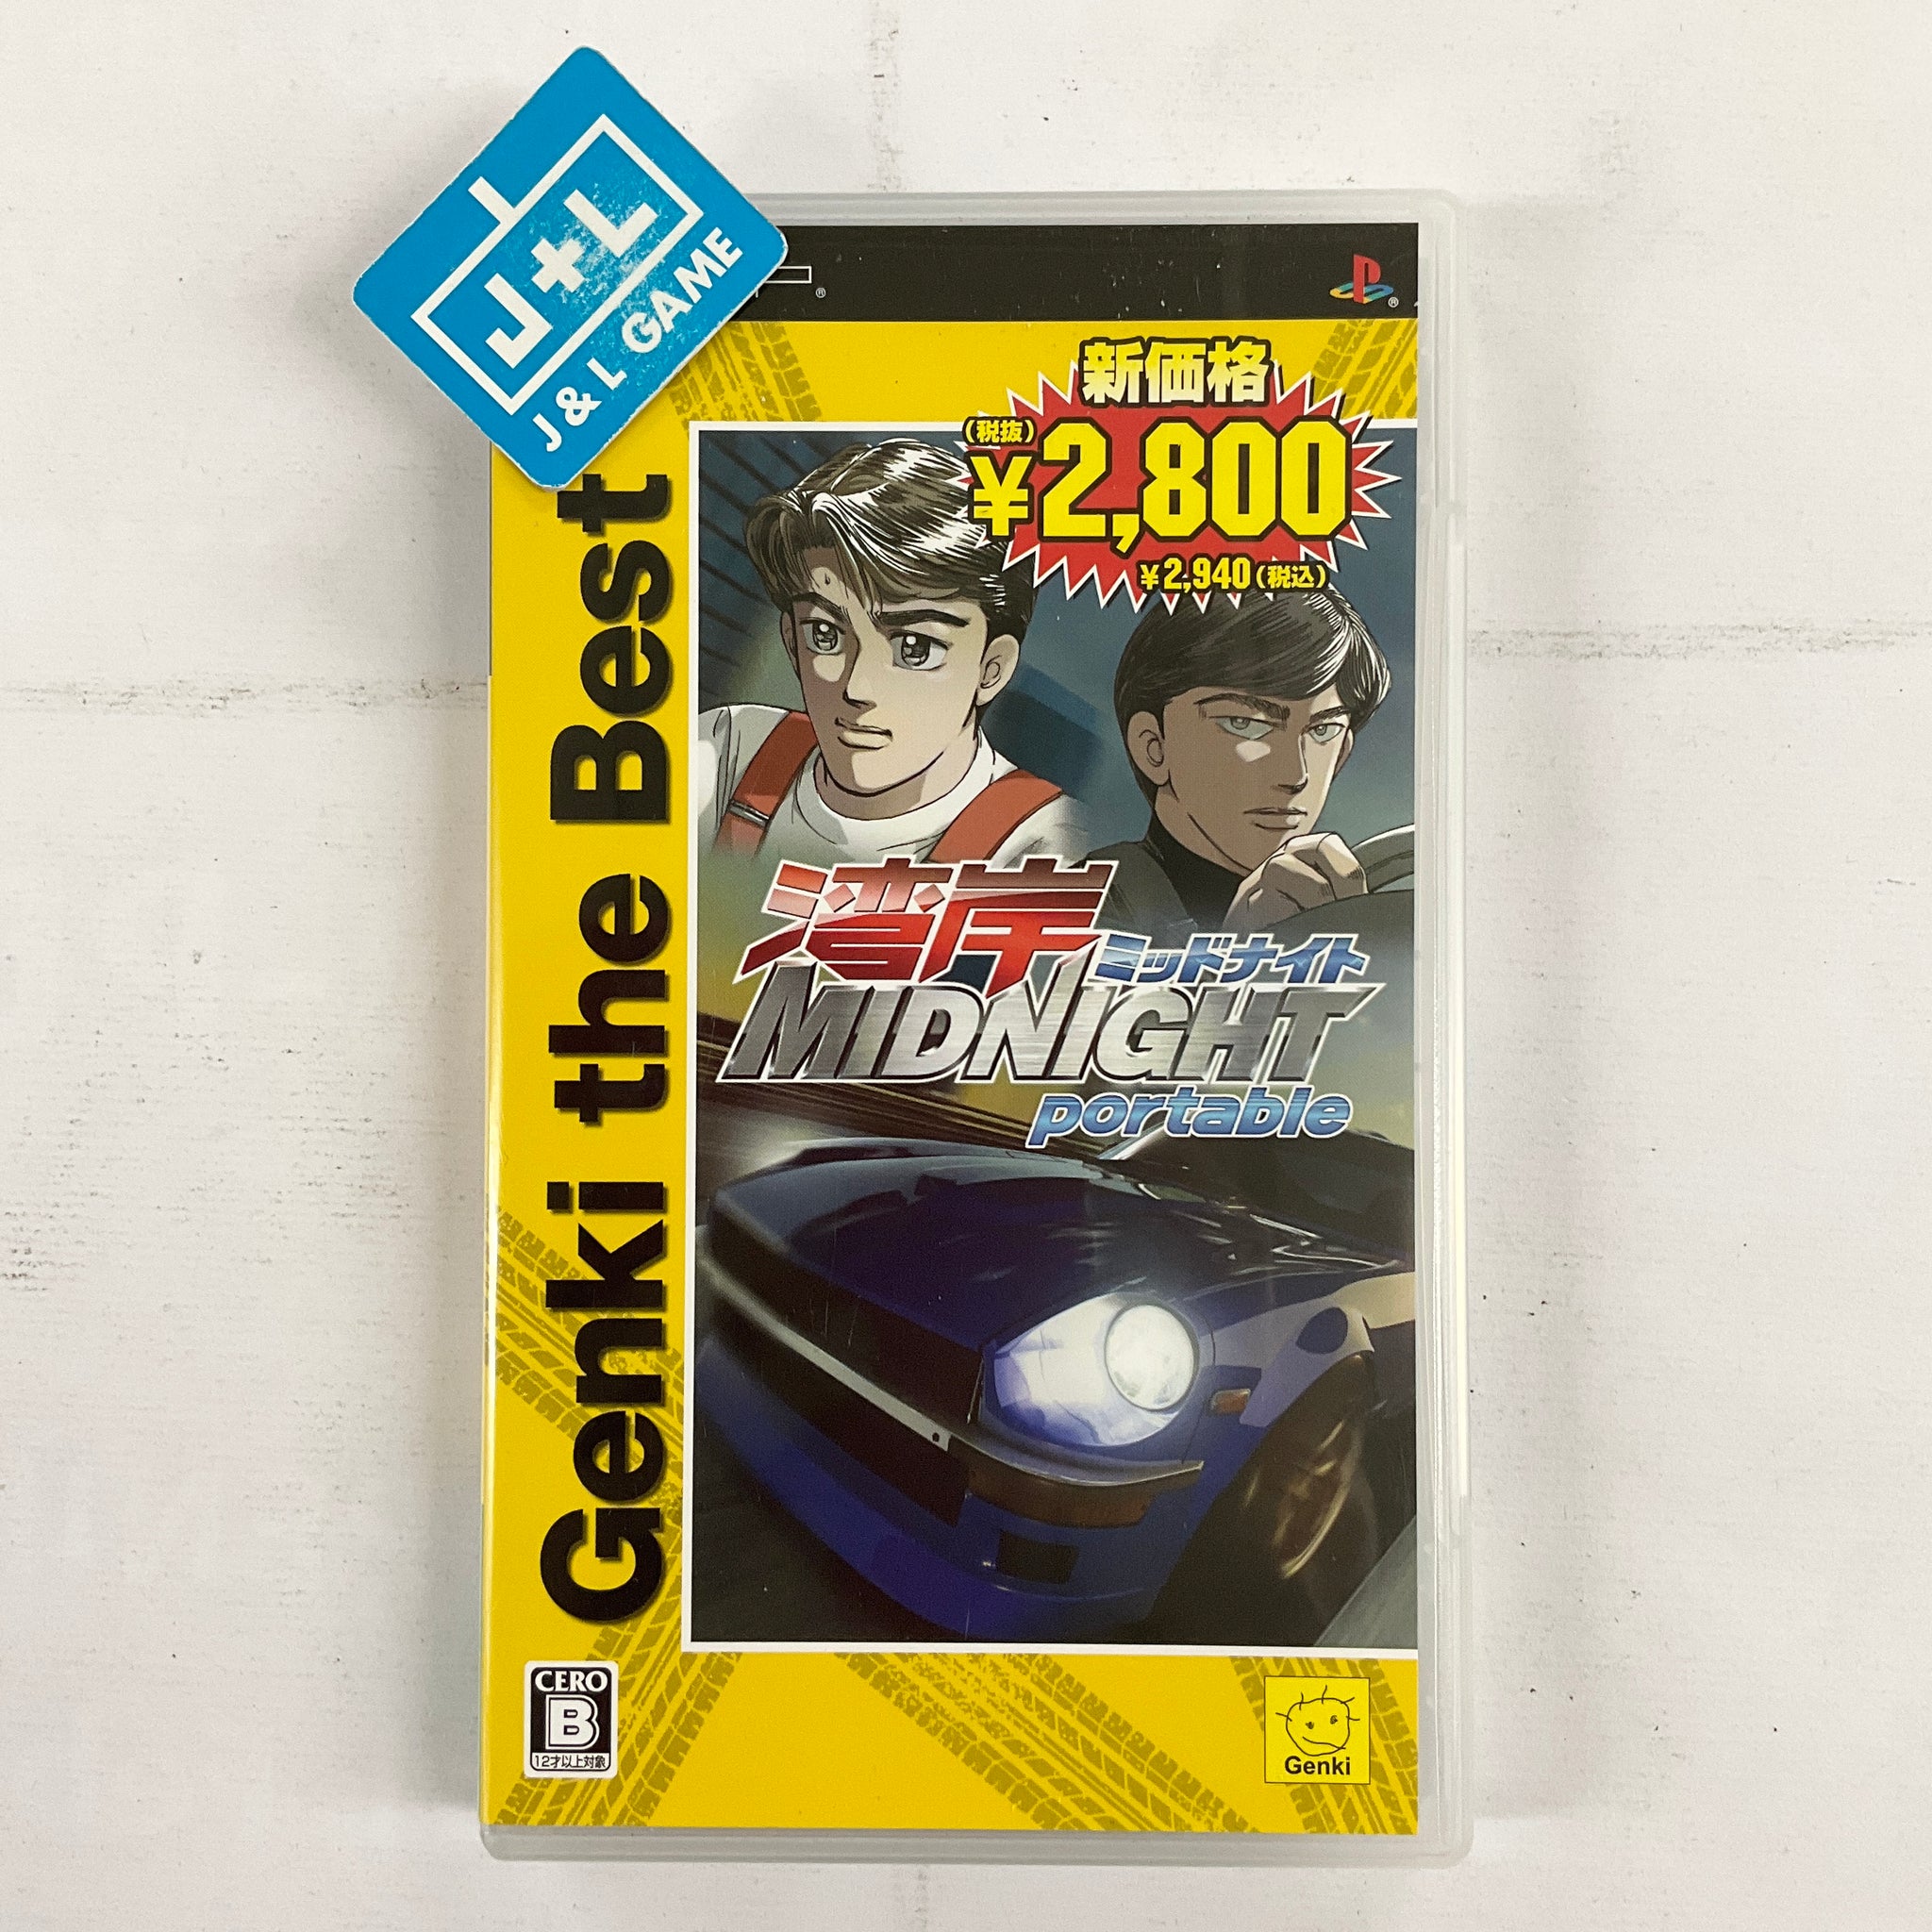 J+L
J & L GAME
®
®
新価格
(税抜)
¥2,800
¥2,940(税込)
Genki the Best
湾岸
ミッドナイト
MIDNIGHT
portable
CERO
B
12才以上対象
Genki